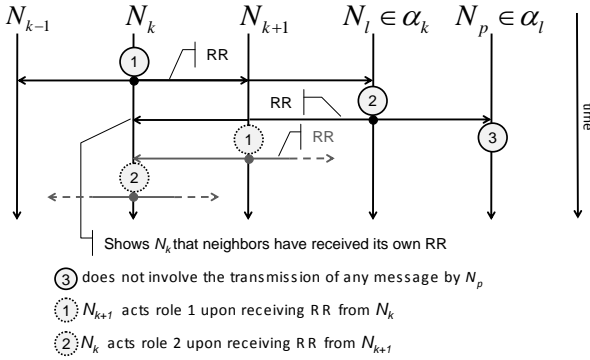 N_{k−1} N_k N_{k+1} N_l ∈ α_k N_p ∈ α_l
1 RR
RR 2
1 RR 3
2
time
Shows N_k that neighbors have received its own RR
3 does not involve the transmission of any message by N_p
1 N_{k+1} acts role 1 upon receiving RR from N_k
2 N_k acts role 2 upon receiving RR from N_{k+1}